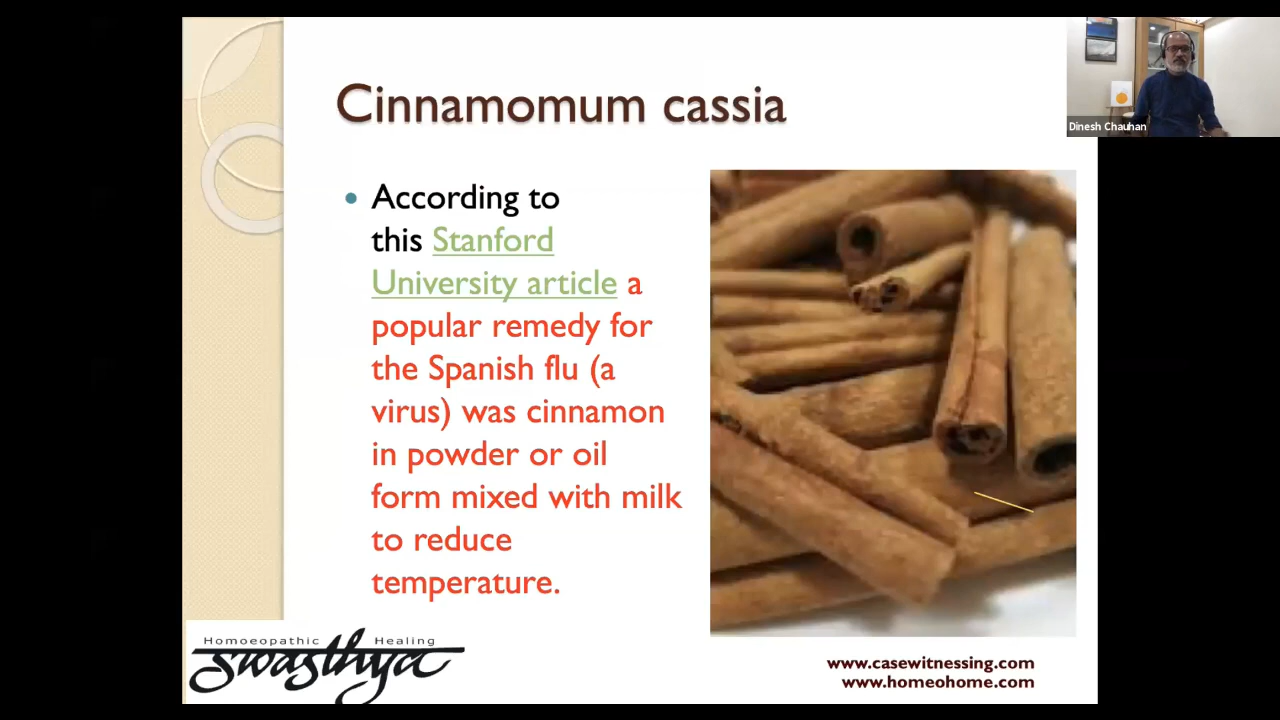 Cinnamomum cassia
Dinesh Chauhan
• According to
this Stanford
University article a
popular remedy for
the Spanish flu (a
virus) was cinnamon
in powder or oil
form mixed with milk
to reduce
temperature.
Homoeopathic Healing
swasthya
www.casewitnessing.com
www.homeohome.com